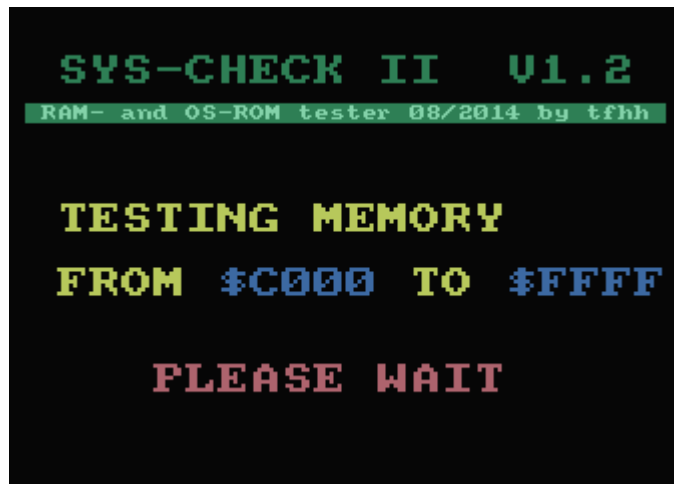 SYS-CHECK II V1.2
RAM- and OS-ROM tester 08/2014 by tfhh
TESTING MEMORY
FROM $C000 TO $FFFF
PLEASE WAIT